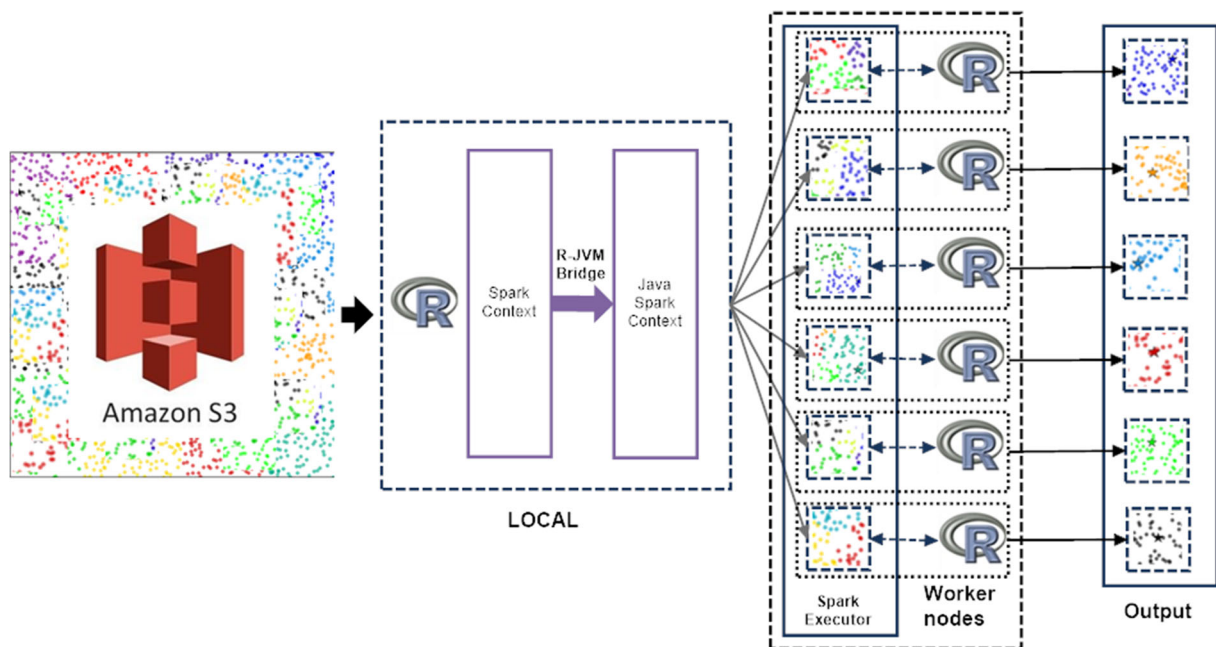 Amazon S3
R
Spark
Context
R-JVM
Bridge
Java
Spark
Context
LOCAL
R
R
R
R
R
R
Spark
Executor
Worker
nodes
Output